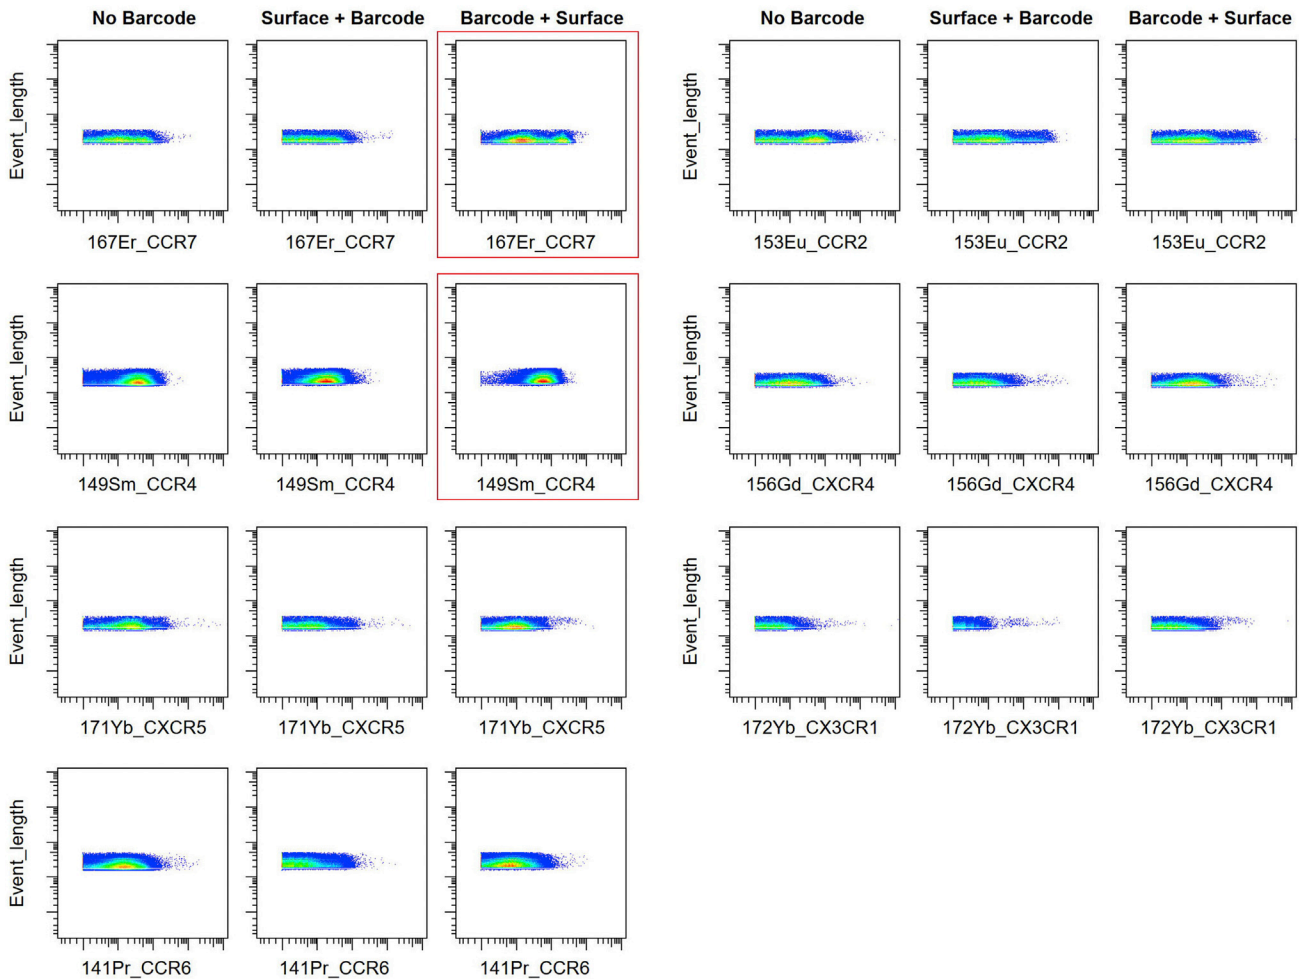 No Barcode Surface + Barcode Barcode + Surface No Barcode Surface + Barcode Barcode + Surface
Event_length Event_length
167Er_CCR7 167Er_CCR7 167Er_CCR7 153Eu_CCR2 153Eu_CCR2 153Eu_CCR2
Event_length Event_length
149Sm_CCR4 149Sm_CCR4 149Sm_CCR4 156Gd_CXCR4 156Gd_CXCR4 156Gd_CXCR4
Event_length Event_length
171Yb_CXCR5 171Yb_CXCR5 171Yb_CXCR5 172Yb_CX3CR1 172Yb_CX3CR1 172Yb_CX3CR1
Event_length
141Pr_CCR6 141Pr_CCR6 141Pr_CCR6